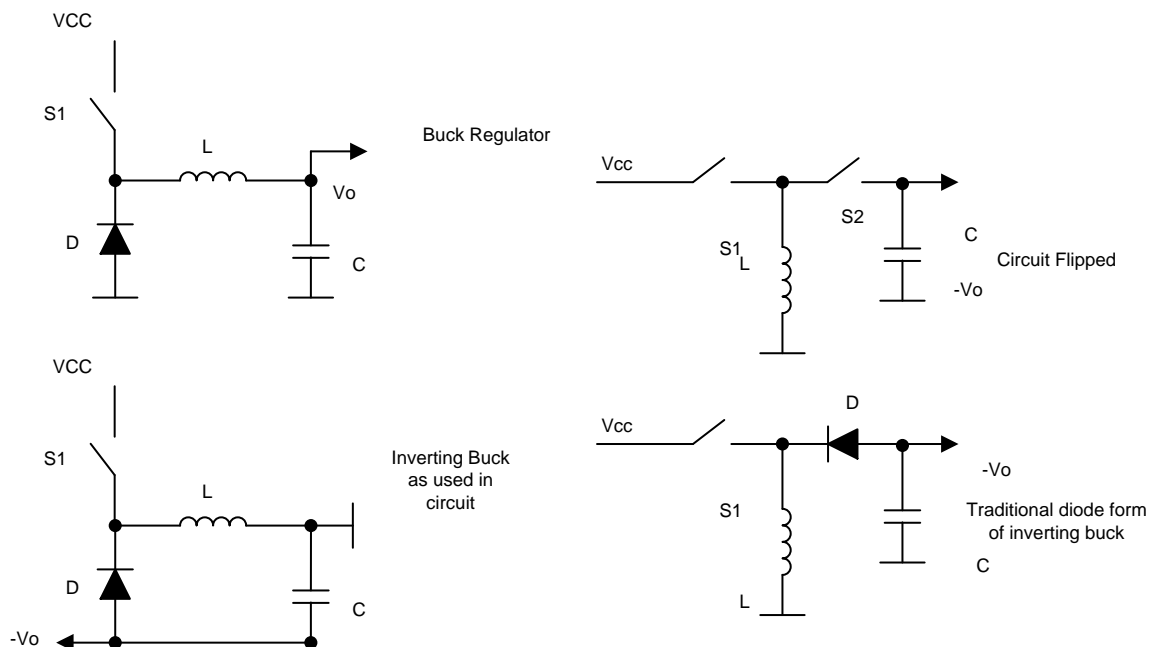 VCC
S1
L
Buck Regulator
Vo
D
C
Vcc
S2
S1
L
C
Circuit Flipped
-Vo
VCC
S1
L
Inverting Buck
as used in
circuit
D
C
-Vo
Vcc
D
-Vo
S1
Traditional diode form
of inverting buck
C
L